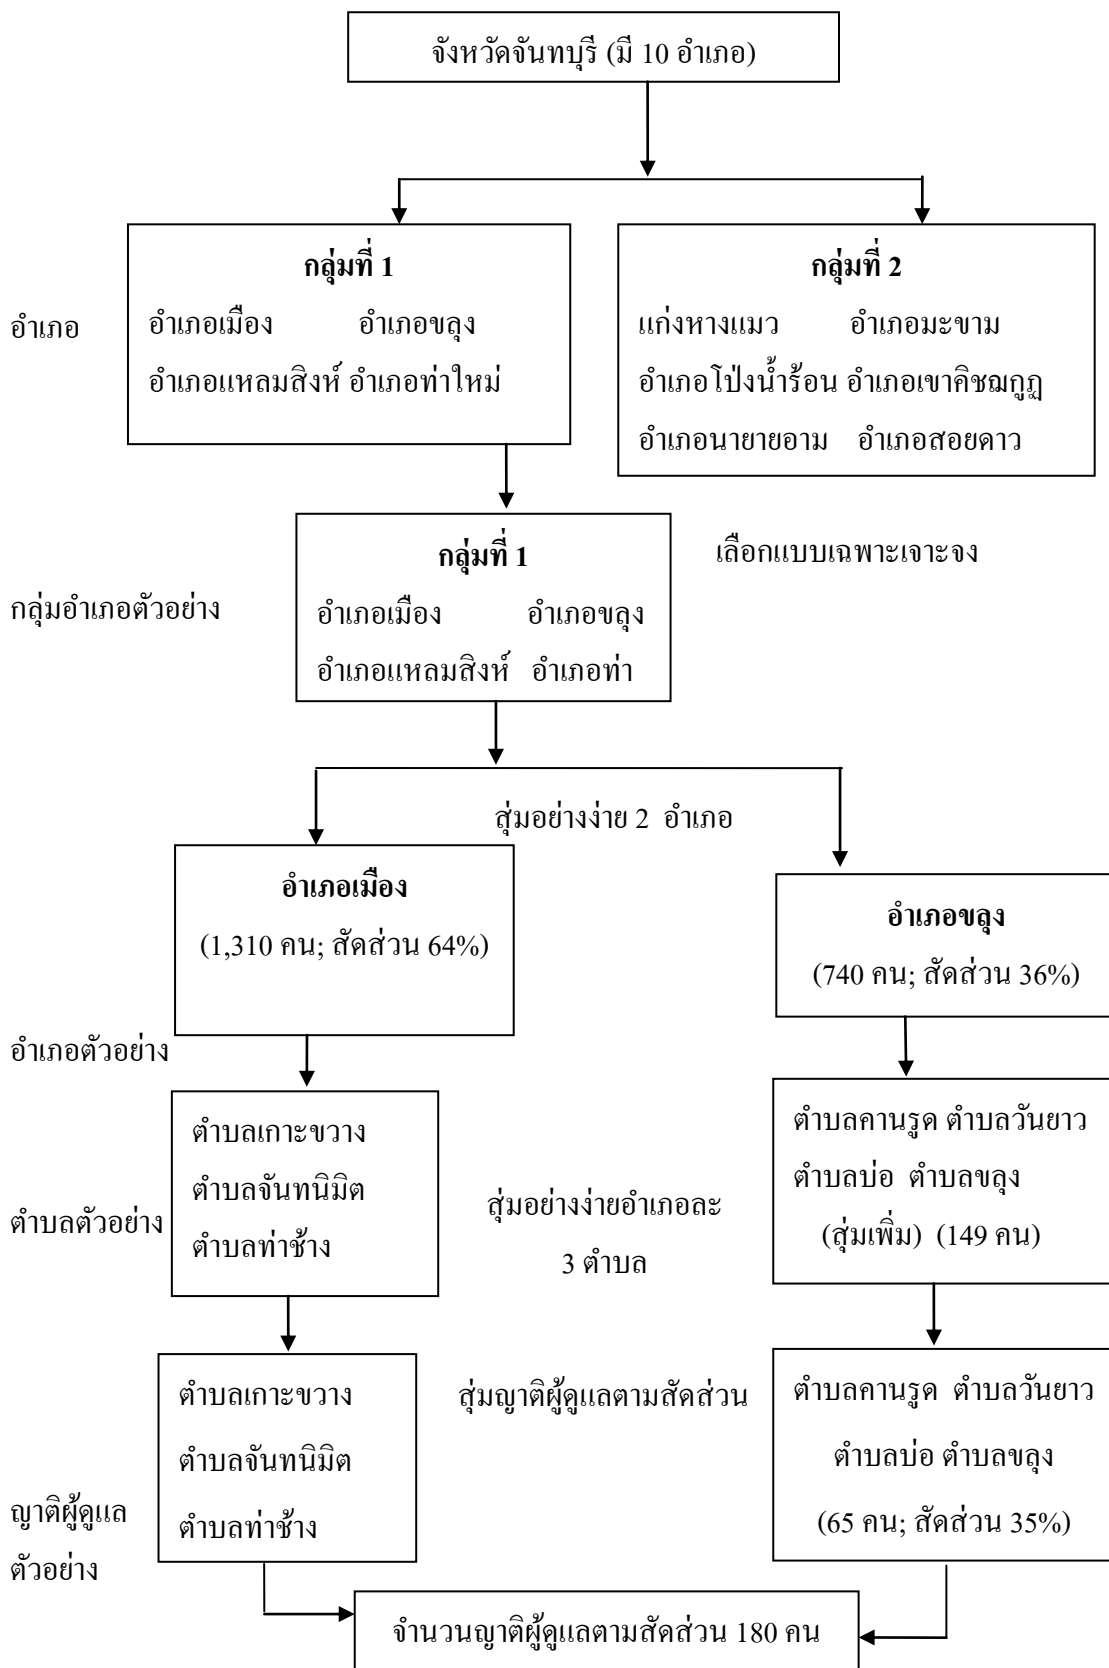 จังหวัดจันทบุรี (มี 10 อำเภอ)
กลุ่มที่ 1
กลุ่มที่ 2
อำเภอ
อำเภอเมือง อำเภอขลุง
อำเภอแหลมสิงห์ อำเภอท่าใหม่
แก่งหางแมว อำเภอมะขาม
อำเภอโป่งน้ำร้อน อำเภอเขาคิชฌกูฏ
อำเภอนายายอาม อำเภอสอยดาว
กลุ่มอำเภอตัวอย่าง
กลุ่มที่ 1
อำเภอเมือง อำเภอขลุง
อำเภอแหลมสิงห์ อำเภอท่า
เลือกแบบเฉพาะเจาะจง
สุ่มอย่างง่าย 2 อำเภอ
อำเภอเมือง
(1,310 คน; สัดส่วน 64%)
อำเภอขลุง
(740 คน; สัดส่วน 36%)
อำเภอตัวอย่าง
ตำบลเกาะขวาง
ตำบลจันทนิมิต
ตำบลท่าช้าง
ตำบลตัวอย่าง
สุ่มอย่างง่ายอำเภอละ
3 ตำบล
ตำบลคานรูด ตำบลวันยาว
ตำบลบ่อ ตำบลขลุง
(สุ่มเพิ่ม) (149 คน)
ตำบลเกาะขวาง
ตำบลจันทนิมิต
ตำบลท่าช้าง
สุ่มญาติผู้ดูแลตามสัดส่วน
ตำบลคานรูด ตำบลวันยาว
ตำบลบ่อ ตำบลขลุง
(65 คน; สัดส่วน 35%)
ญาติผู้ดูแล
ตัวอย่าง
จำนวนญาติผู้ดูแลตามสัดส่วน 180 คน